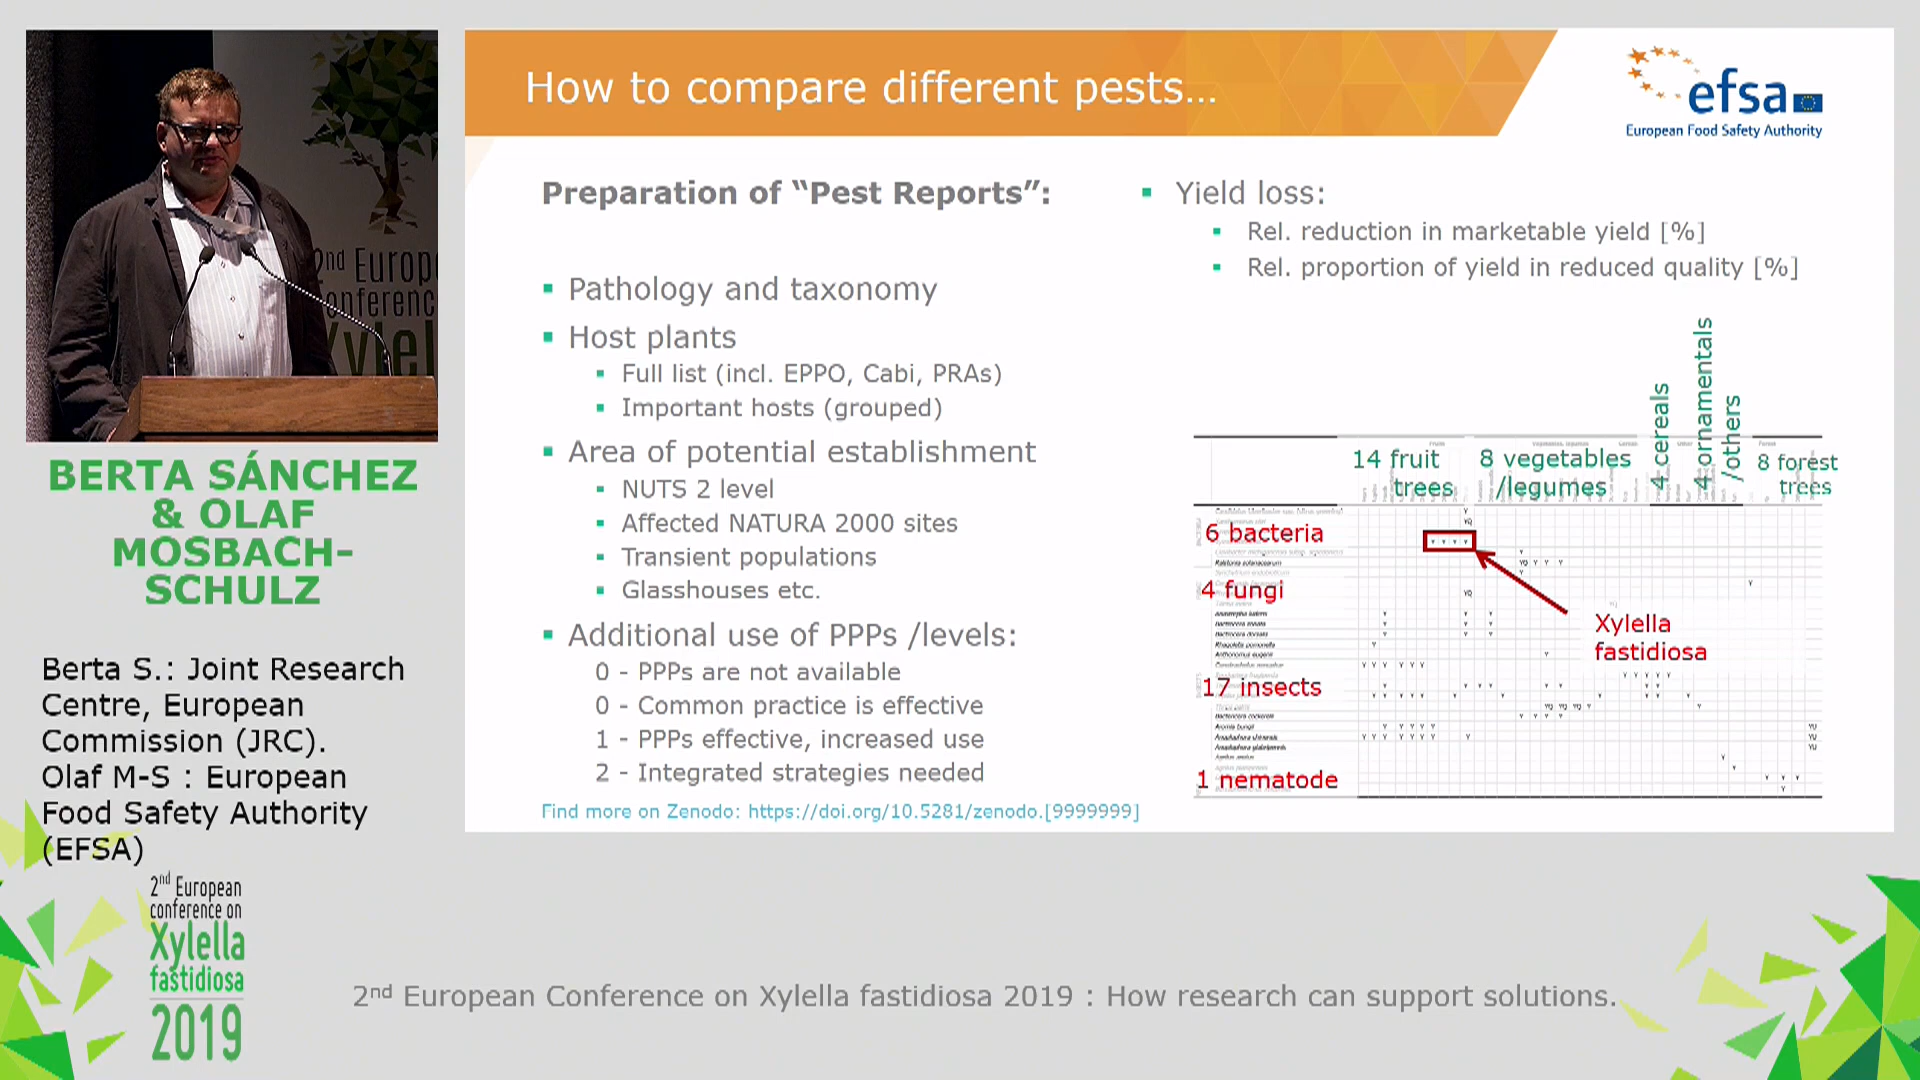 How to compare different pests...
efsa
European Food Safety Authority
Preparation of “Pest Reports”:
Pathology and taxonomy
Host plants
Full list (incl. EPPO, Cabi, PRAs)
Important hosts (grouped)
Area of potential establishment
NUTS 2 level
Affected NATURA 2000 sites
Transient populations
Glasshouses etc.
Additional use of PPPs /levels:
0 - PPPs are not available
0 - Common practice is effective
1 - PPPs effective, increased use
2 - Integrated strategies needed
Find more on Zenodo: https://doi.org/10.5281/zenodo.[9999999]
Yield loss:
Rel. reduction in marketable yield [%]
Rel. proportion of yield in reduced quality [%]
14 fruit
trees
8 vegetables
/legumes
4 cereals
4 ornamentals
/others
8 forest
trees
6 bacteria
4 fungi
17 insects
1 nematode
Xylella
fastidiosa
2nd Europ
onferenc
Xylel
BERTA SÁNCHEZ
& OLAF
MOSBACH-
SCHULZ
Berta S.: Joint Research
Centre, European
Commission (JRC).
Olaf M-S : European
Food Safety Authority
(EFSA)
2nd European
conference on
Xylella
fastidiosa
2019
2nd European Conference on Xylella fastidiosa 2019 : How research can support solutions.